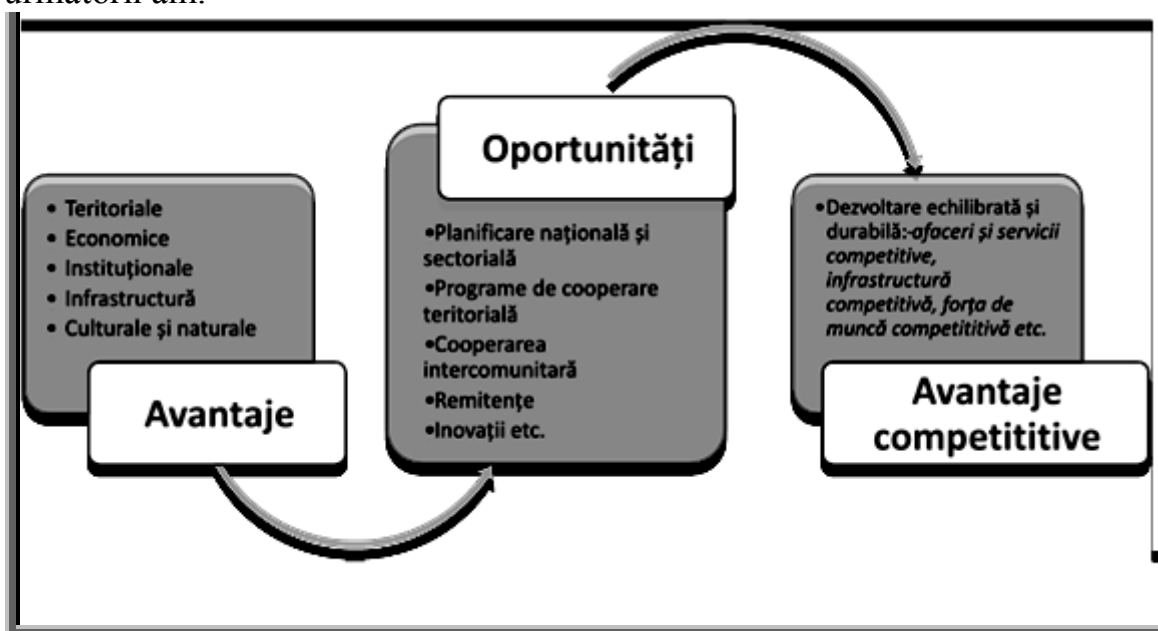 • Teritoriale
• Economice
• Instituționale
• Infrastructură
• Culturale și naturale
Avantaje
Oportunități
•Planificare națională și
sectorială
•Programe de cooperare
teritorială
•Cooperarea
intercomunitară
•Remitențe
•Inovații etc.
•Dezvoltare echilibrată și
durabilă:-afaceri și servicii
competitive,
infrastructură
competitivă, forța de
muncă competititivă etc.
Avantaje
competititive